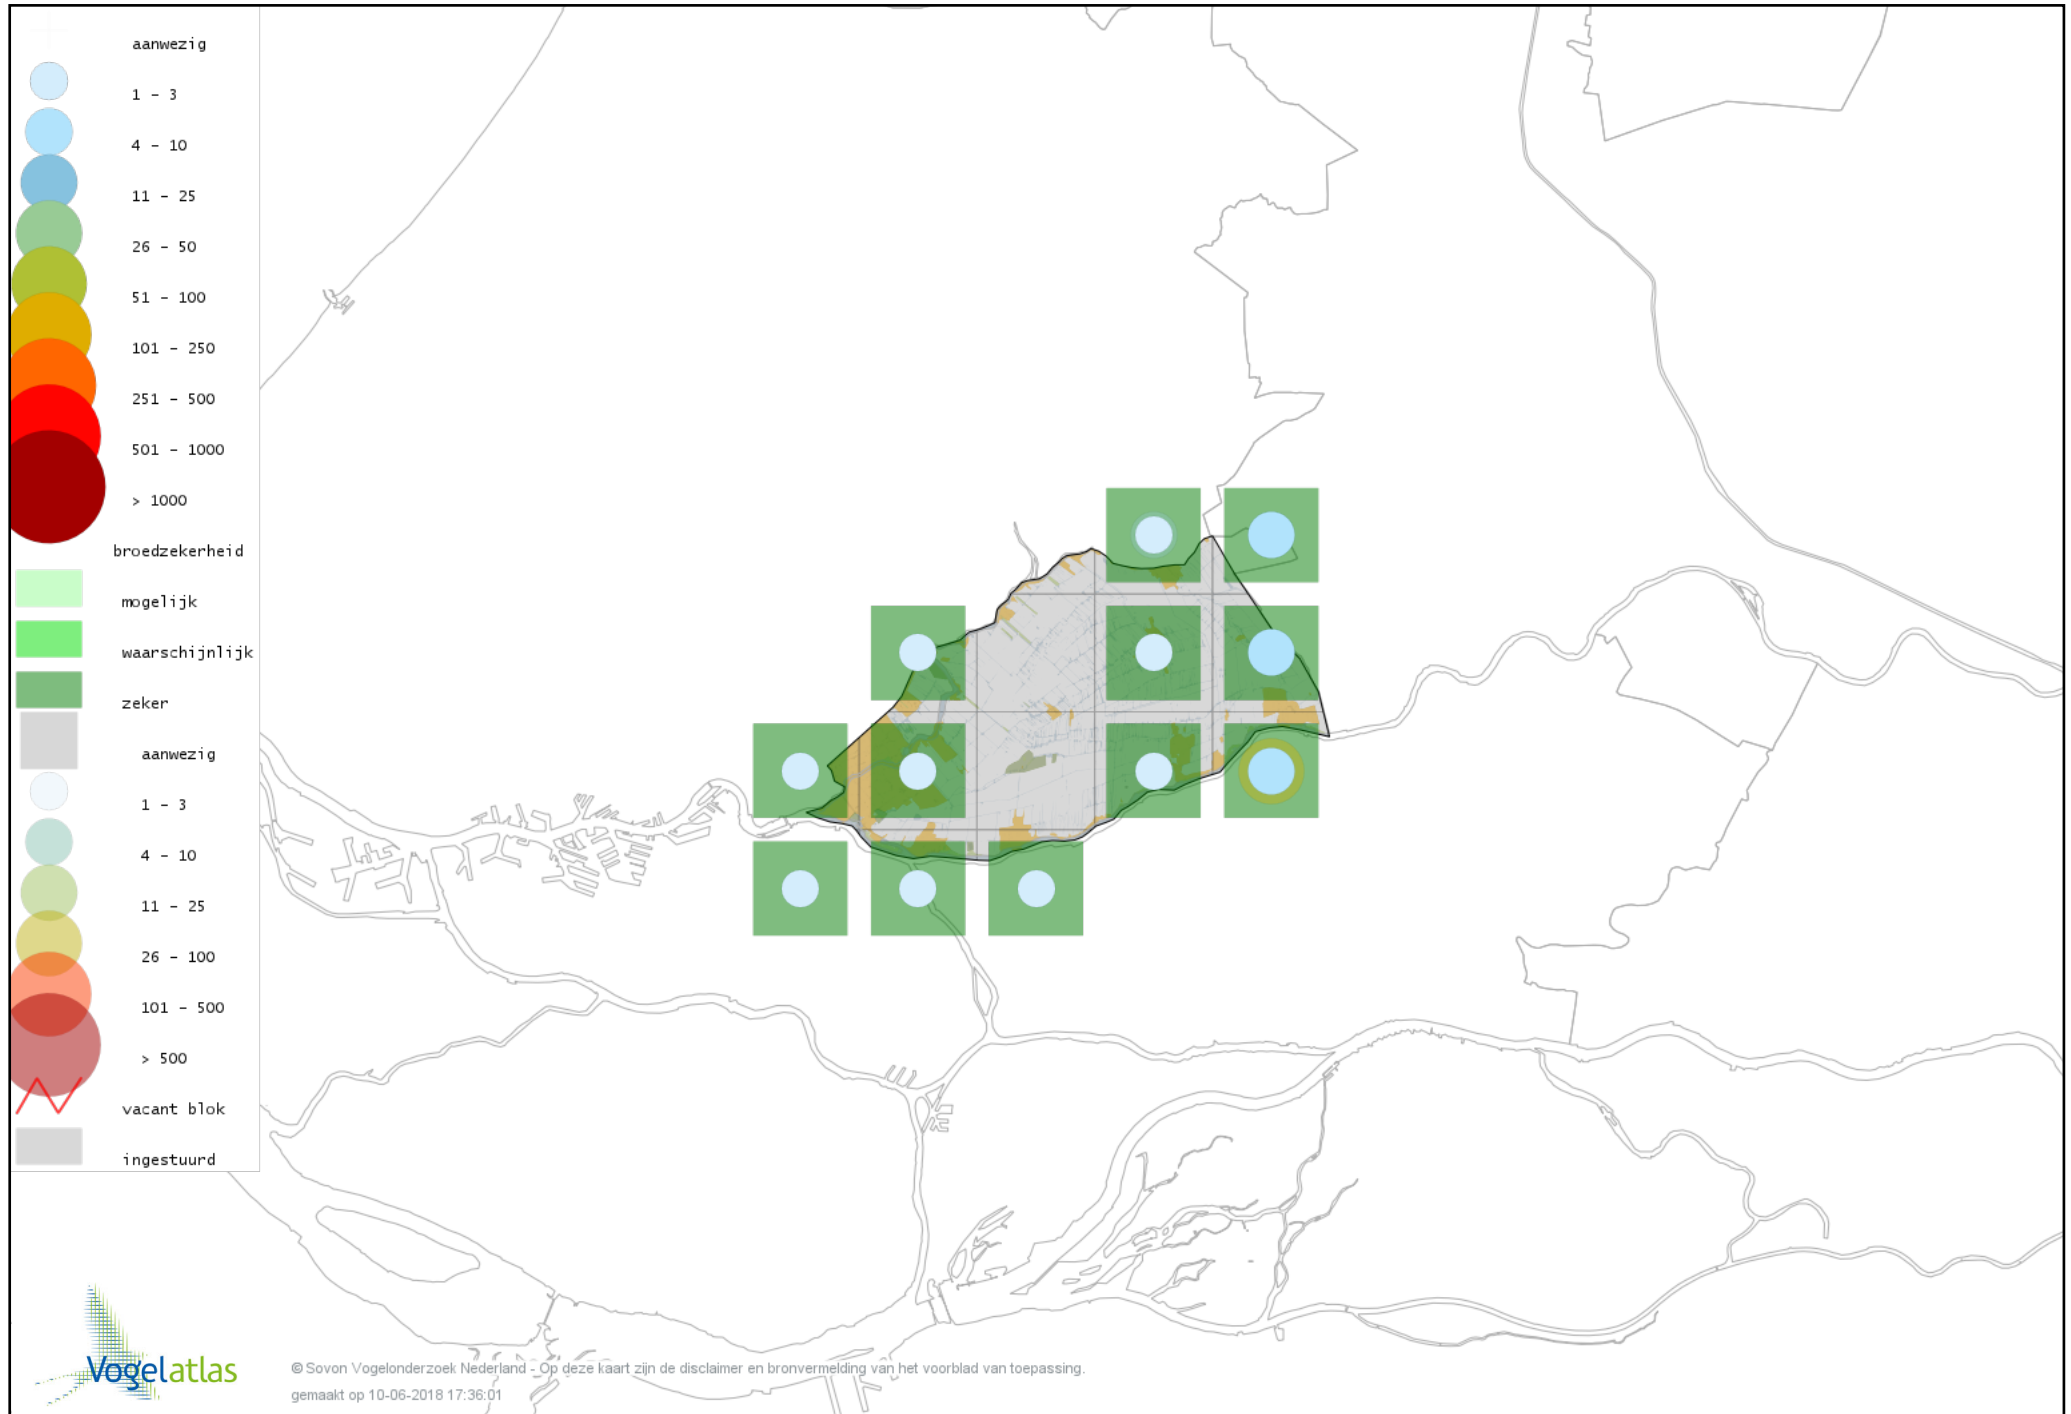 aanwezig
1 - 3
4 - 10
11 - 25
26 - 50
51 - 100
101 - 250
251 - 500
501 - 1000
> 1000
broedzekerheid
mogelijk
waarschijnlijk
zeker
aanwezig
1 - 3
4 - 10
11 - 25
26 - 100
101 - 500
> 500
vacant blok
ingestuurd
Vogelatlas
© Sovon Vogelonderzoek Nederland - Op deze kaart zijn de disclaimer en bronvermelding van het voorblad van toepassing.
gemaakt op 10-06-2018 17:36:01